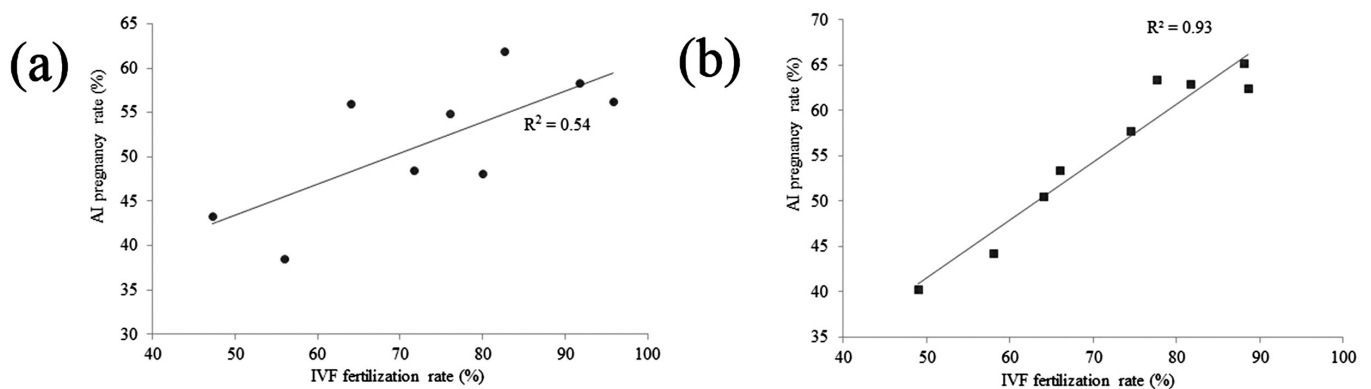 (a)
65
60
55
50
45
40
35
30
AI pregnancy rate (%)
R² = 0.54
40 50 60 70 80 90 100
IVF fertilization rate (%)
(b)
70
65
60
55
50
45
40
35
AI pregnancy rate (%)
R² = 0.93
40 50 60 70 80 90 100
IVF fertilization rate (%)